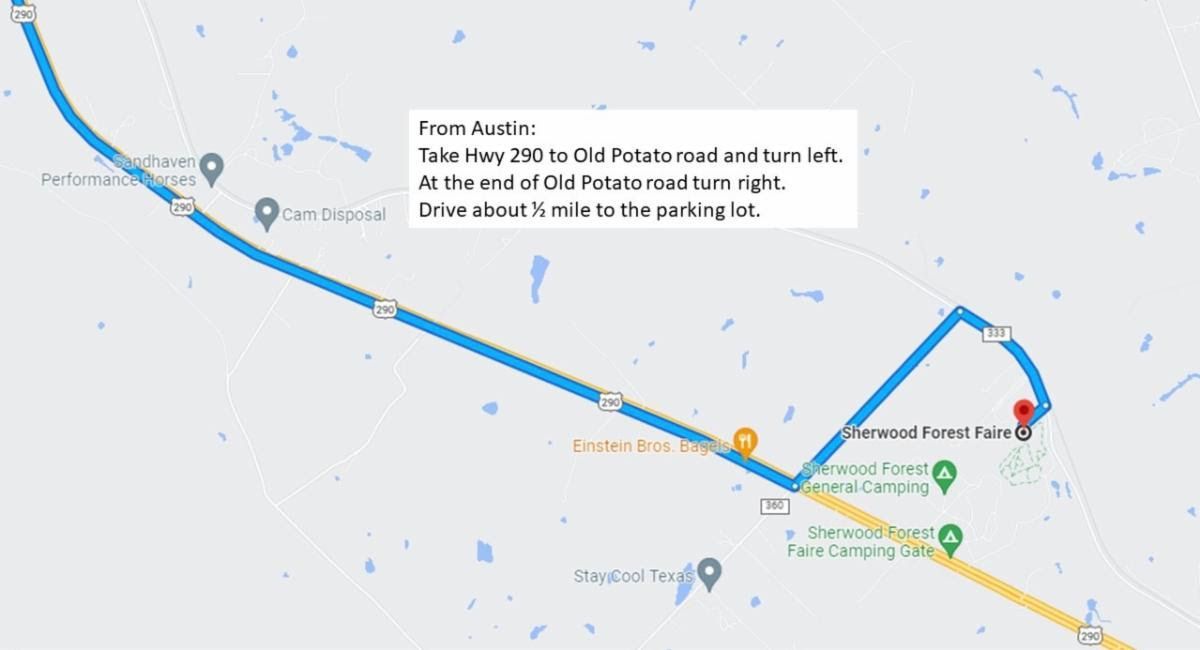 290
From Austin:
Take Hwy 290 to Old Potato road and turn left.
At the end of Old Potato road turn right.
Drive about ½ mile to the parking lot.
Sandhaven
Performance Horses
290
Cam Disposal
290
333
290
Sherwood Forest Faire
Einstein Bros. Bagels
Sherwood Forest
General Camping
360
Sherwood Forest
Faire Camping Gate
Stay Cool Texas
290